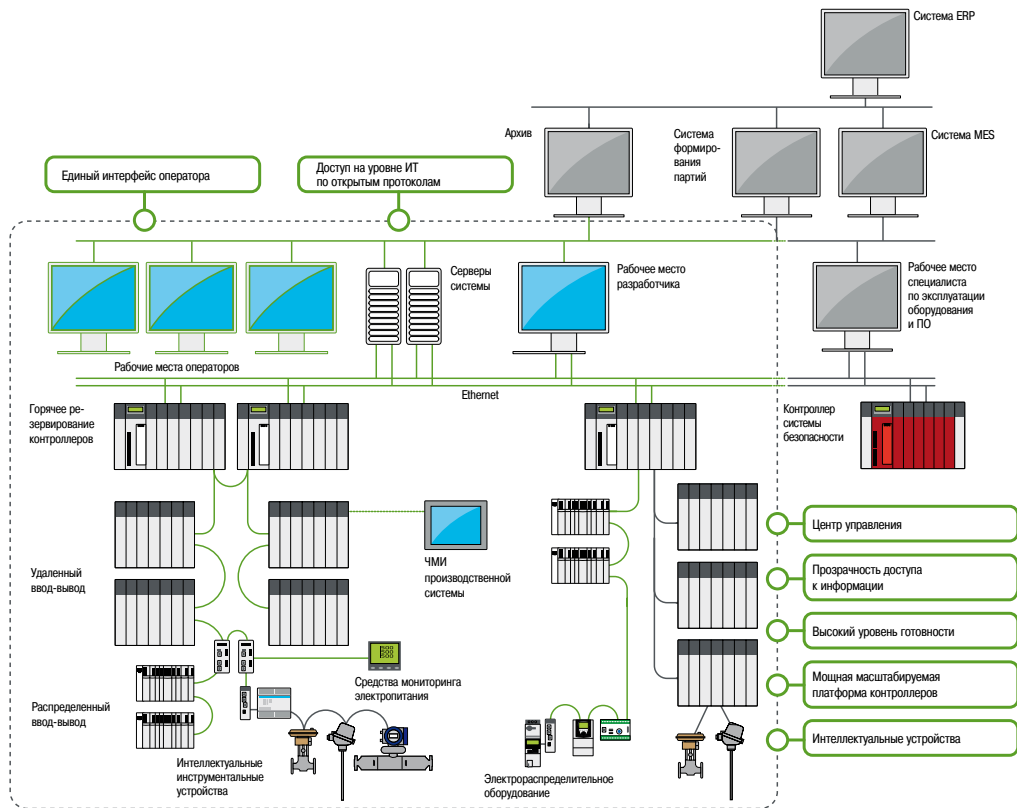 Система ERP
Архив
Система
формиро-
вания
партий
Система MES
Единый интерфейс оператора
Доступ на уровне ИТ
по открытым протоколам
Серверы
системы
Рабочее место
разработчика
Рабочее место
специалиста
по эксплуатации
оборудования
и ПО
Рабочие места операторов
Ethernet
Горячее ре-
зервирование
контроллеров
Контроллер
системы
безопасности
Удаленный
ввод-вывод
ЧМИ
производственной
системы
Центр управления
Прозрачность доступа
к информации
Высокий уровень готовности
Мощная масштабируемая
платформа контроллеров
Интеллектуальные устройства
Средства мониторинга
электропитания
Распределенный
ввод-вывод
Интеллектуальные
инструментальные
устройства
Электрораспределительное
оборудование